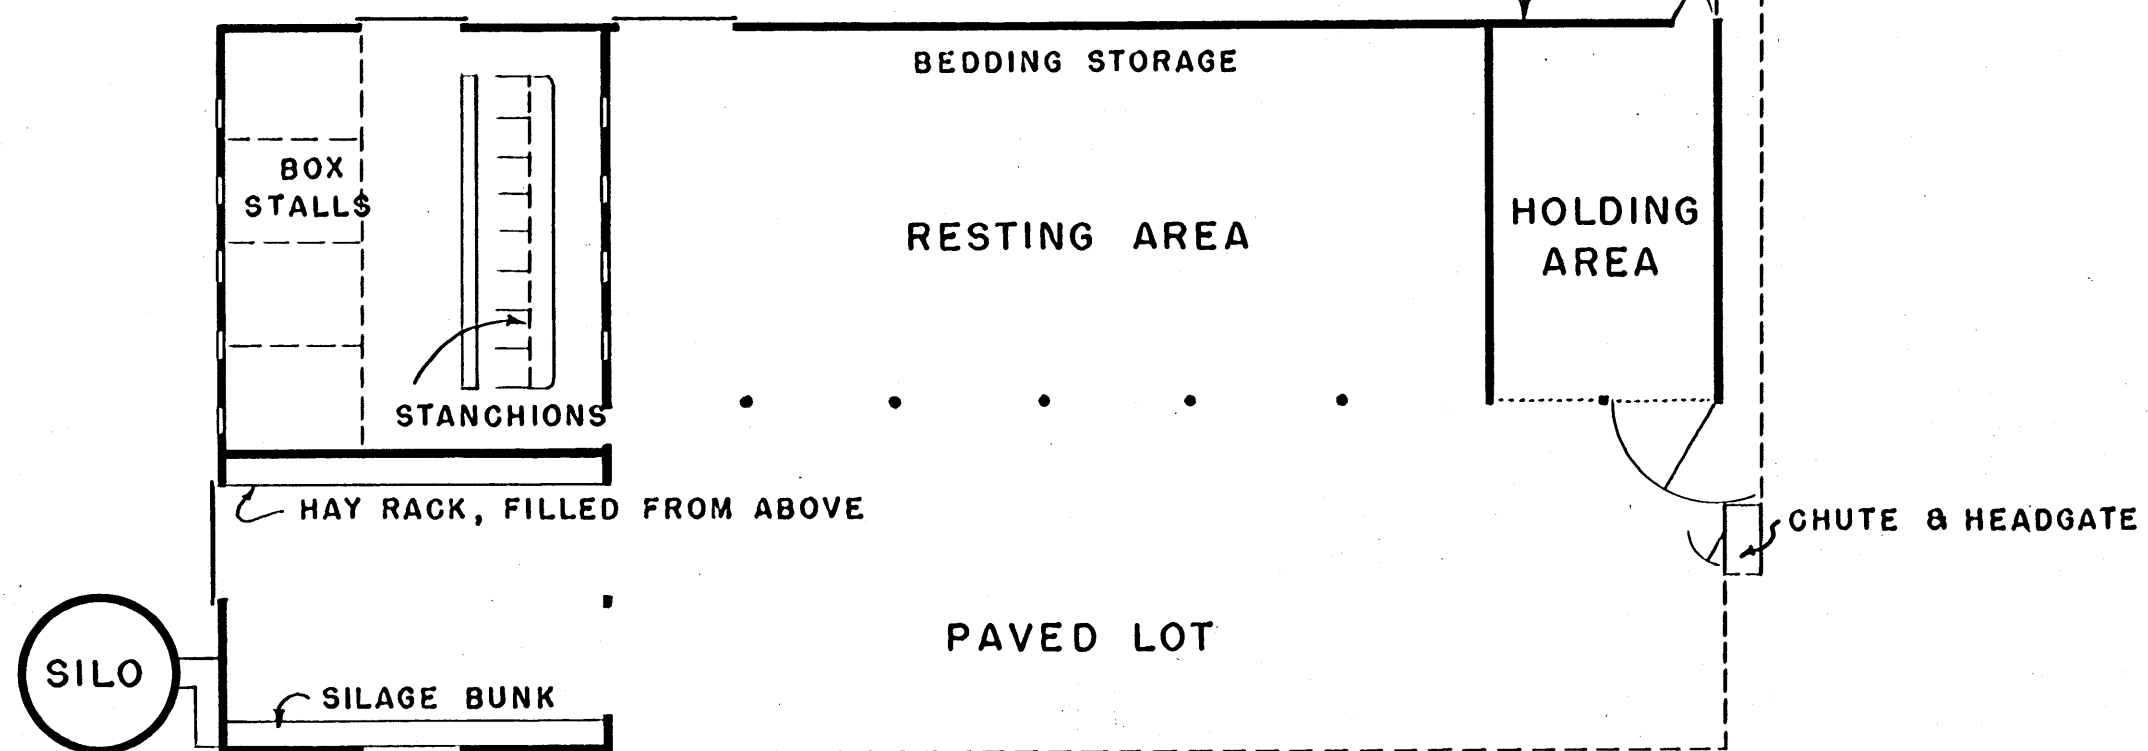 BEDDING STORAGE
BOX
STALLS
RESTING AREA
HOLDING
AREA
STANCHIONS
HAY RACK, FILLED FROM ABOVE
CHUTE & HEADGATE
PAVED LOT
SILO
SILAGE BUNK